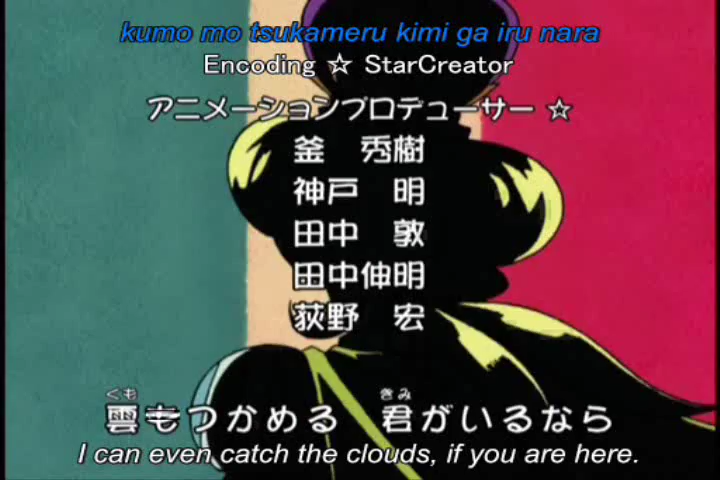 kumo mo tsukameru kimi ga iru nara
Encoding ☆ StarCreator
アニメーションプロデューサー ☆
釜 秀樹
神戸 明
田中 敦
田中伸明
荻野 宏
くも きみ
雲もつかめる 君がいるなら
I can even catch the clouds, if you are here.